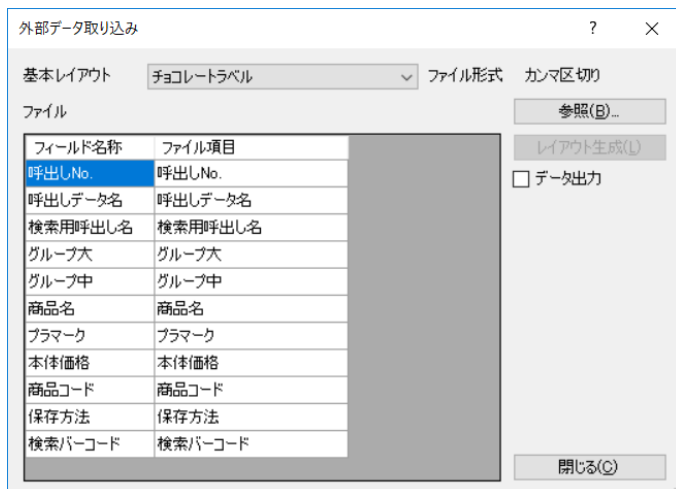 外部データ取り込み ?
基本レイアウト チョコレートラベル ファイル形式 カンマ区切り
ファイル 参照(B)...
フィールド名称 ファイル項目 レイアウト生成(L)
呼出しNo. 呼出しNo. データ出力
呼出しデータ名 呼出しデータ名
検索用呼出し名 検索用呼出し名
グループ大 グループ大
グループ中 グループ中
商品名 商品名
プラマーク プラマーク
本体価格 本体価格
商品コード 商品コード
保存方法 保存方法
検索バーコード 検索バーコード
閉じる(C)